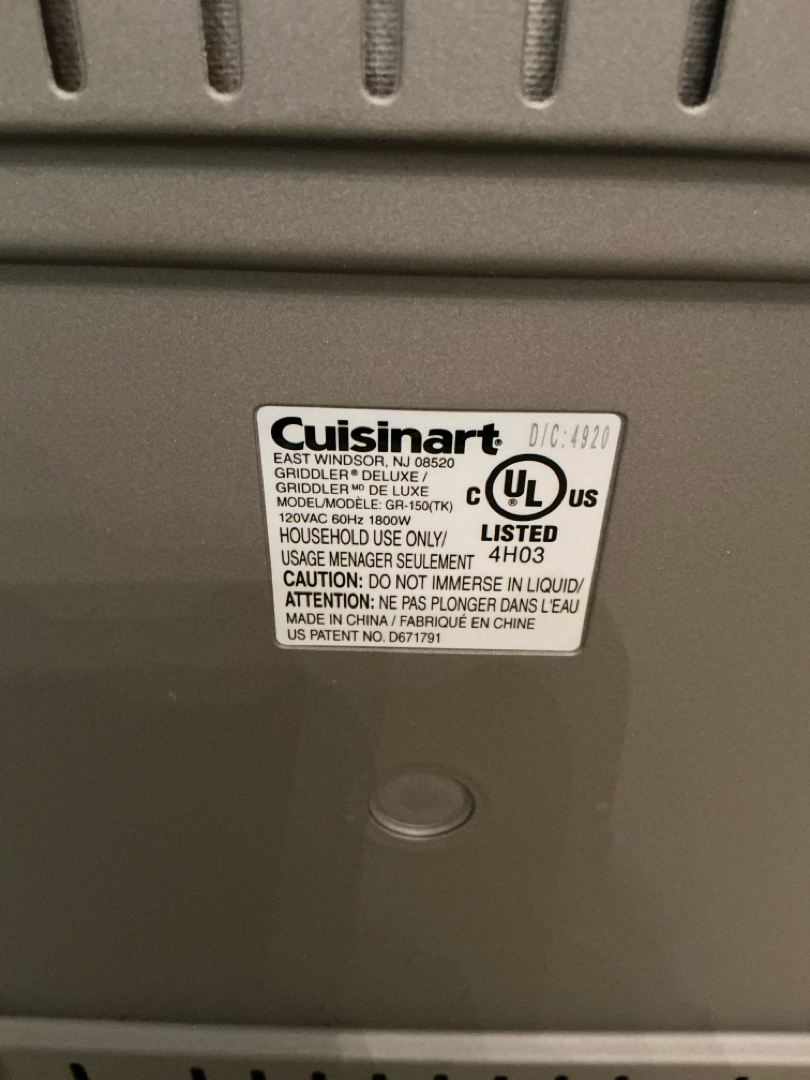 Cuisinart® D/C:4920
EAST WINDSOR, NJ 08520
GRIDDLER® DELUXE /
GRIDDLER MD DE LUXE
MODEL/MODÈLE: GR-150(TK)
120VAC 60Hz 1800W
HOUSEHOLD USE ONLY/
USAGE MENAGER SEULEMENT
C UL® US
LISTED
4H03
CAUTION: DO NOT IMMERSE IN LIQUID/
ATTENTION: NE PAS PLONGER DANS L'EAU
MADE IN CHINA / FABRIQUÉ EN CHINE
US PATENT NO. D671791